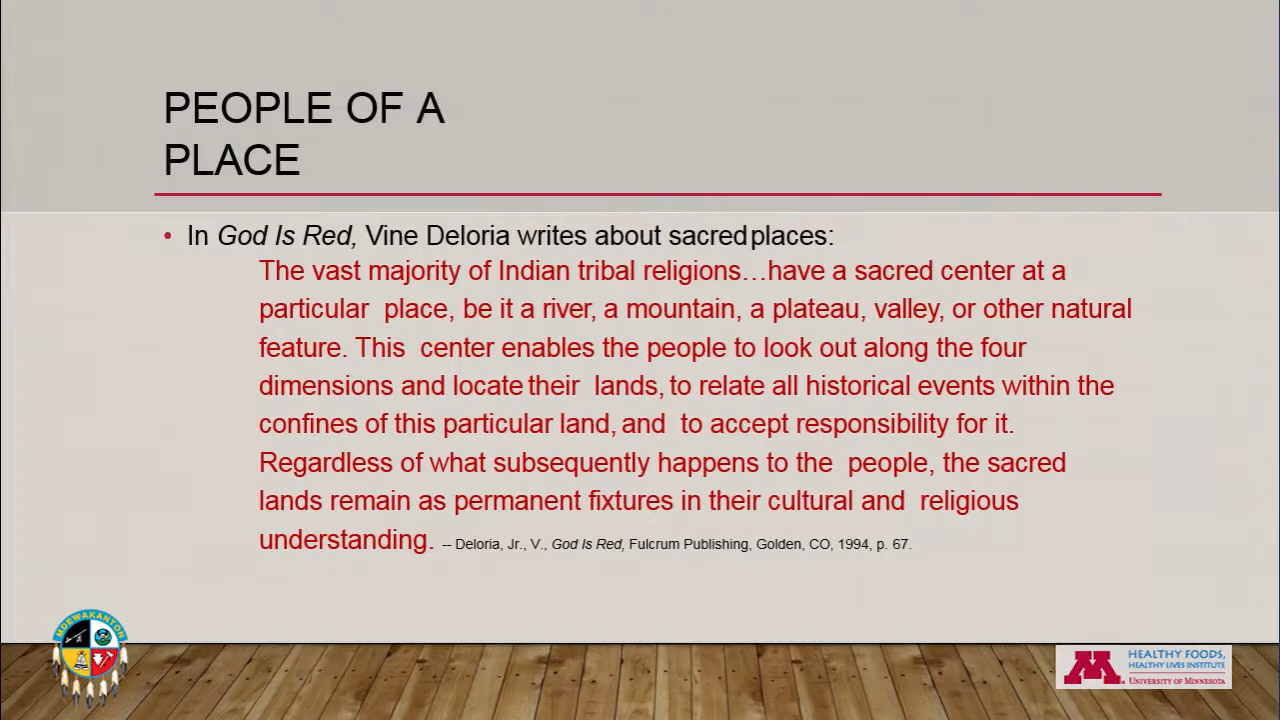 PEOPLE OF A
PLACE
• In God Is Red, Vine Deloria writes about sacred places:
The vast majority of Indian tribal religions…have a sacred center at a
particular place, be it a river, a mountain, a plateau, valley, or other natural
feature. This center enables the people to look out along the four
dimensions and locate their lands, to relate all historical events within the
confines of this particular land, and to accept responsibility for it.
Regardless of what subsequently happens to the people, the sacred
lands remain as permanent fixtures in their cultural and religious
understanding. -- Deloria, Jr., V., God Is Red, Fulcrum Publishing, Golden, CO, 1994, p. 67.
MDEWAKANTON
M
HEALTHY FOODS,
HEALTHY LIVES INSTITUTE
UNIVERSITY OF MINNESOTA